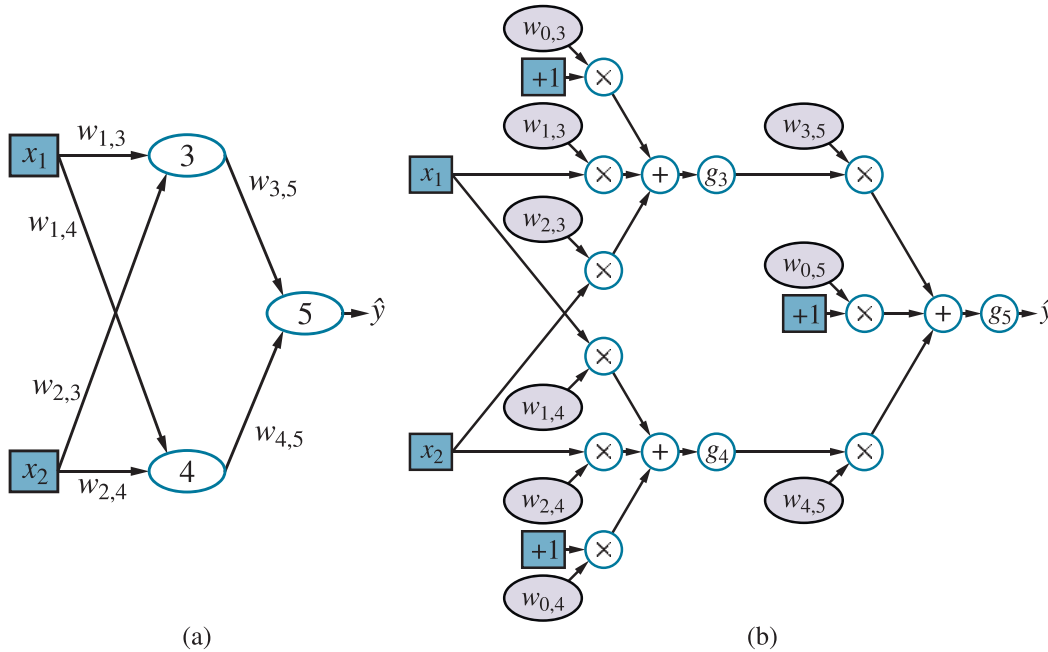 x₁
w₁,₃
3
w₃,₅
w₁,₄
5
ŷ
w₂,₃
w₄,₅
x₂
w₂,₄
4
(a)
w₀,₃
+1
×
w₁,₃
x₁
×
+
g₃
w₃,₅
×
w₂,₃
×
w₀,₅
+1
×
+
g₅
ŷ
×
w₁,₄
x₂
×
+
g₄
×
w₂,₄
w₄,₅
+1
×
w₀,₄
(b)